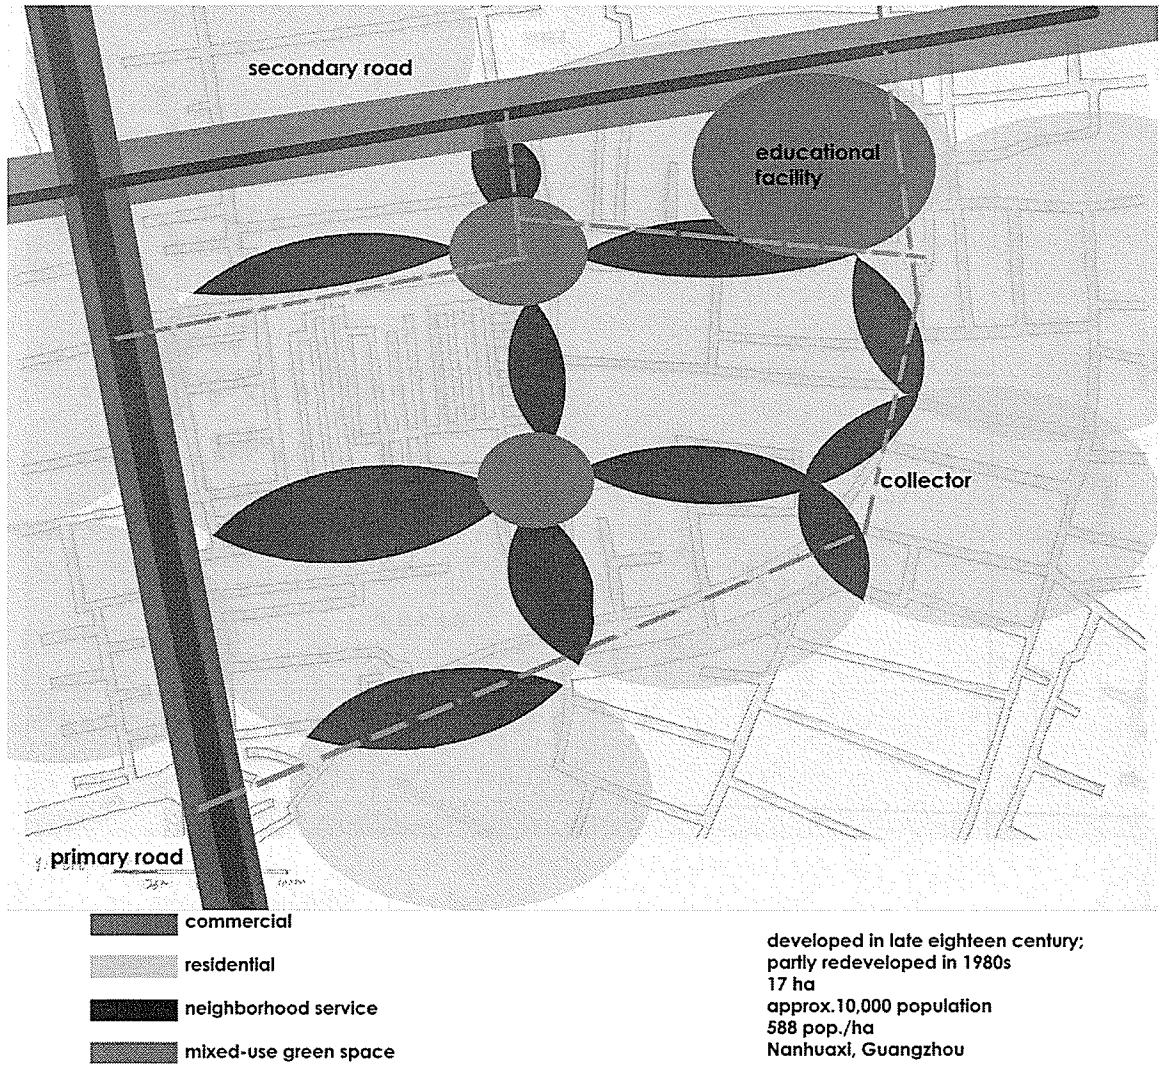 secondary road
educational
facility
collector
primary road
commercial
residential
neighborhood service
mixed-use green space
developed in late eighteen century;
partly redeveloped in 1980s
17 ha
approx.10,000 population
588 pop./ha
Nanhuaxi, Guangzhou